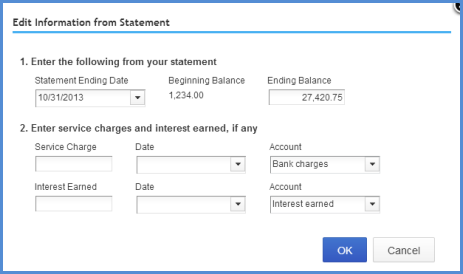 Edit Information from Statement
1. Enter the following from your statement
Statement Ending Date Beginning Balance Ending Balance
10/31/2013 1,234.00 27,420.75
2. Enter service charges and interest earned, if any
Service Charge Date Account
Bank charges
Interest Earned Date Account
Interest earned
OK Cancel